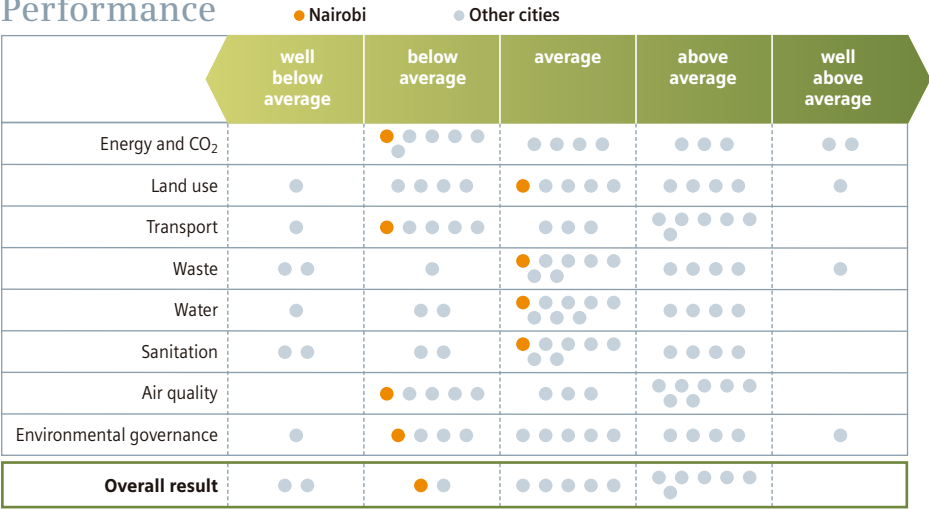 Performance
Nairobi Other cities
well below average
below average
average
above average
well above average
Energy and CO2
Land use
Transport
Waste
Water
Sanitation
Air quality
Environmental governance
Overall result